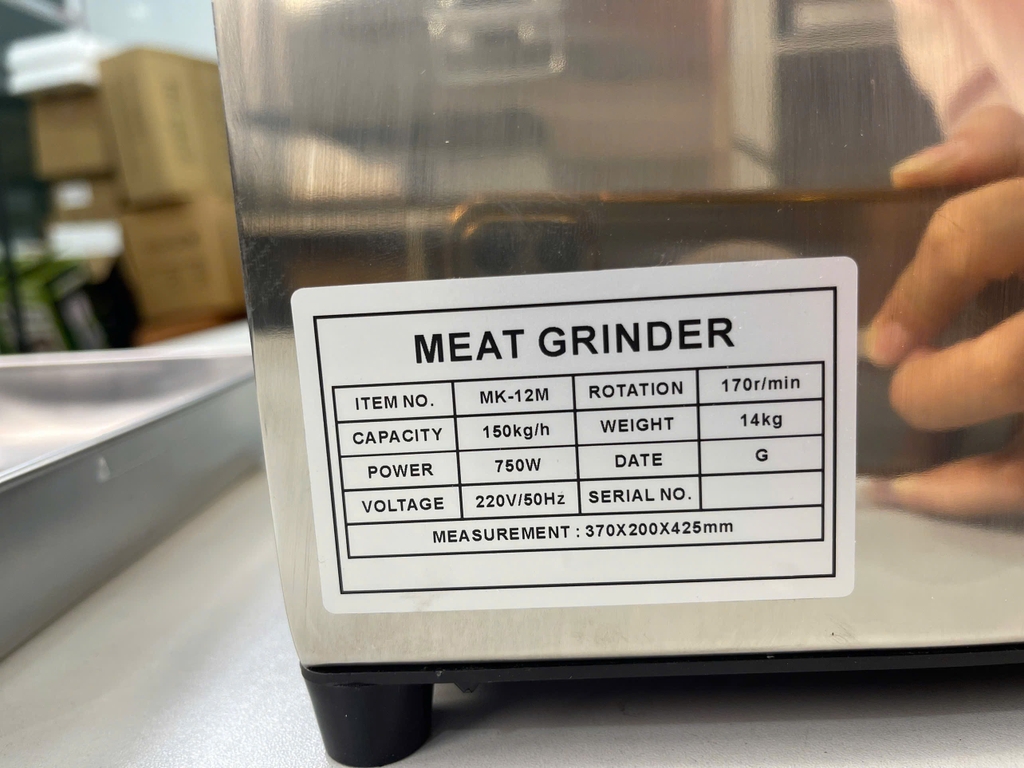 MEAT GRINDER
ITEM NO. MK-12M ROTATION 170r/min
CAPACITY 150kg/h WEIGHT 14kg
POWER 750W DATE G
VOLTAGE 220V/50Hz SERIAL NO.
MEASUREMENT : 370X200X425mm